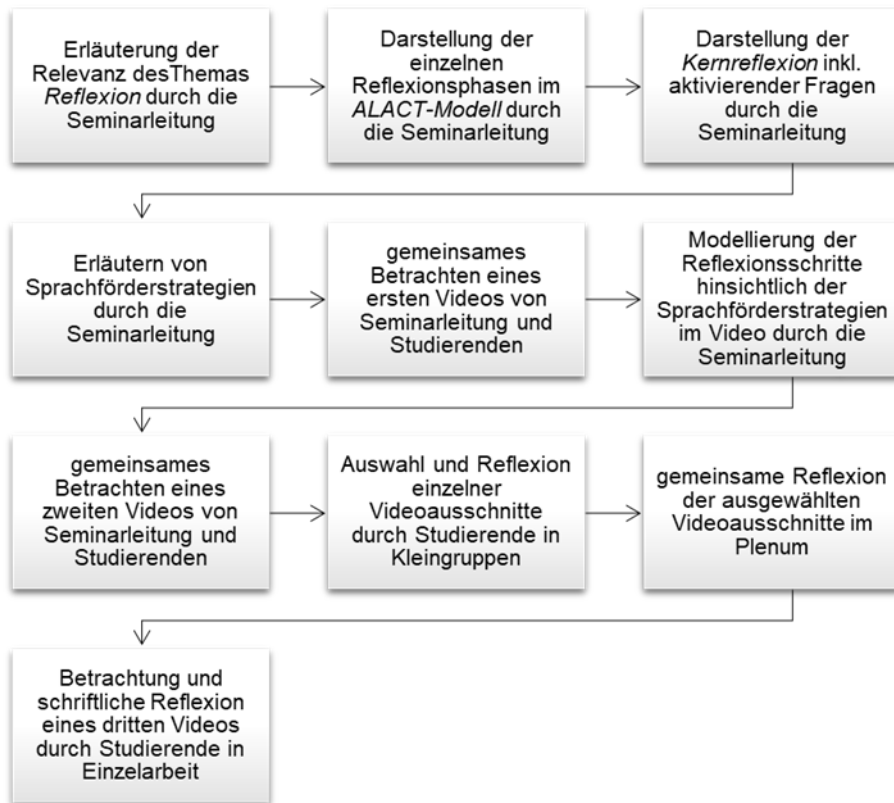 Erläuterung der
Relevanz desThemas
Reflexion durch die
Seminarleitung
Darstellung der
einzelnen
Reflexionsphasen im
ALACT-Modell durch
die Seminarleitung
Darstellung der
Kernreflexion inkl.
aktivierender Fragen
durch die
Seminarleitung
Erläutern von
Sprachförderstrategien
durch die
Seminarleitung
gemeinsames
Betrachten eines
ersten Videos von
Seminarleitung und
Studierenden
Modellierung der
Reflexionsschritte
hinsichtlich der
Sprachförderstrategien
im Video durch die
Seminarleitung
gemeinsames
Betrachten eines
zweiten Videos von
Seminarleitung und
Studierenden
Auswahl und Reflexion
einzelner
Videoausschnitte
durch Studierende in
Kleingruppen
gemeinsame Reflexion
der ausgewählten
Videoausschnitte im
Plenum
Betrachtung und
schriftliche Reflexion
eines dritten Videos
durch Studierende in
Einzelarbeit